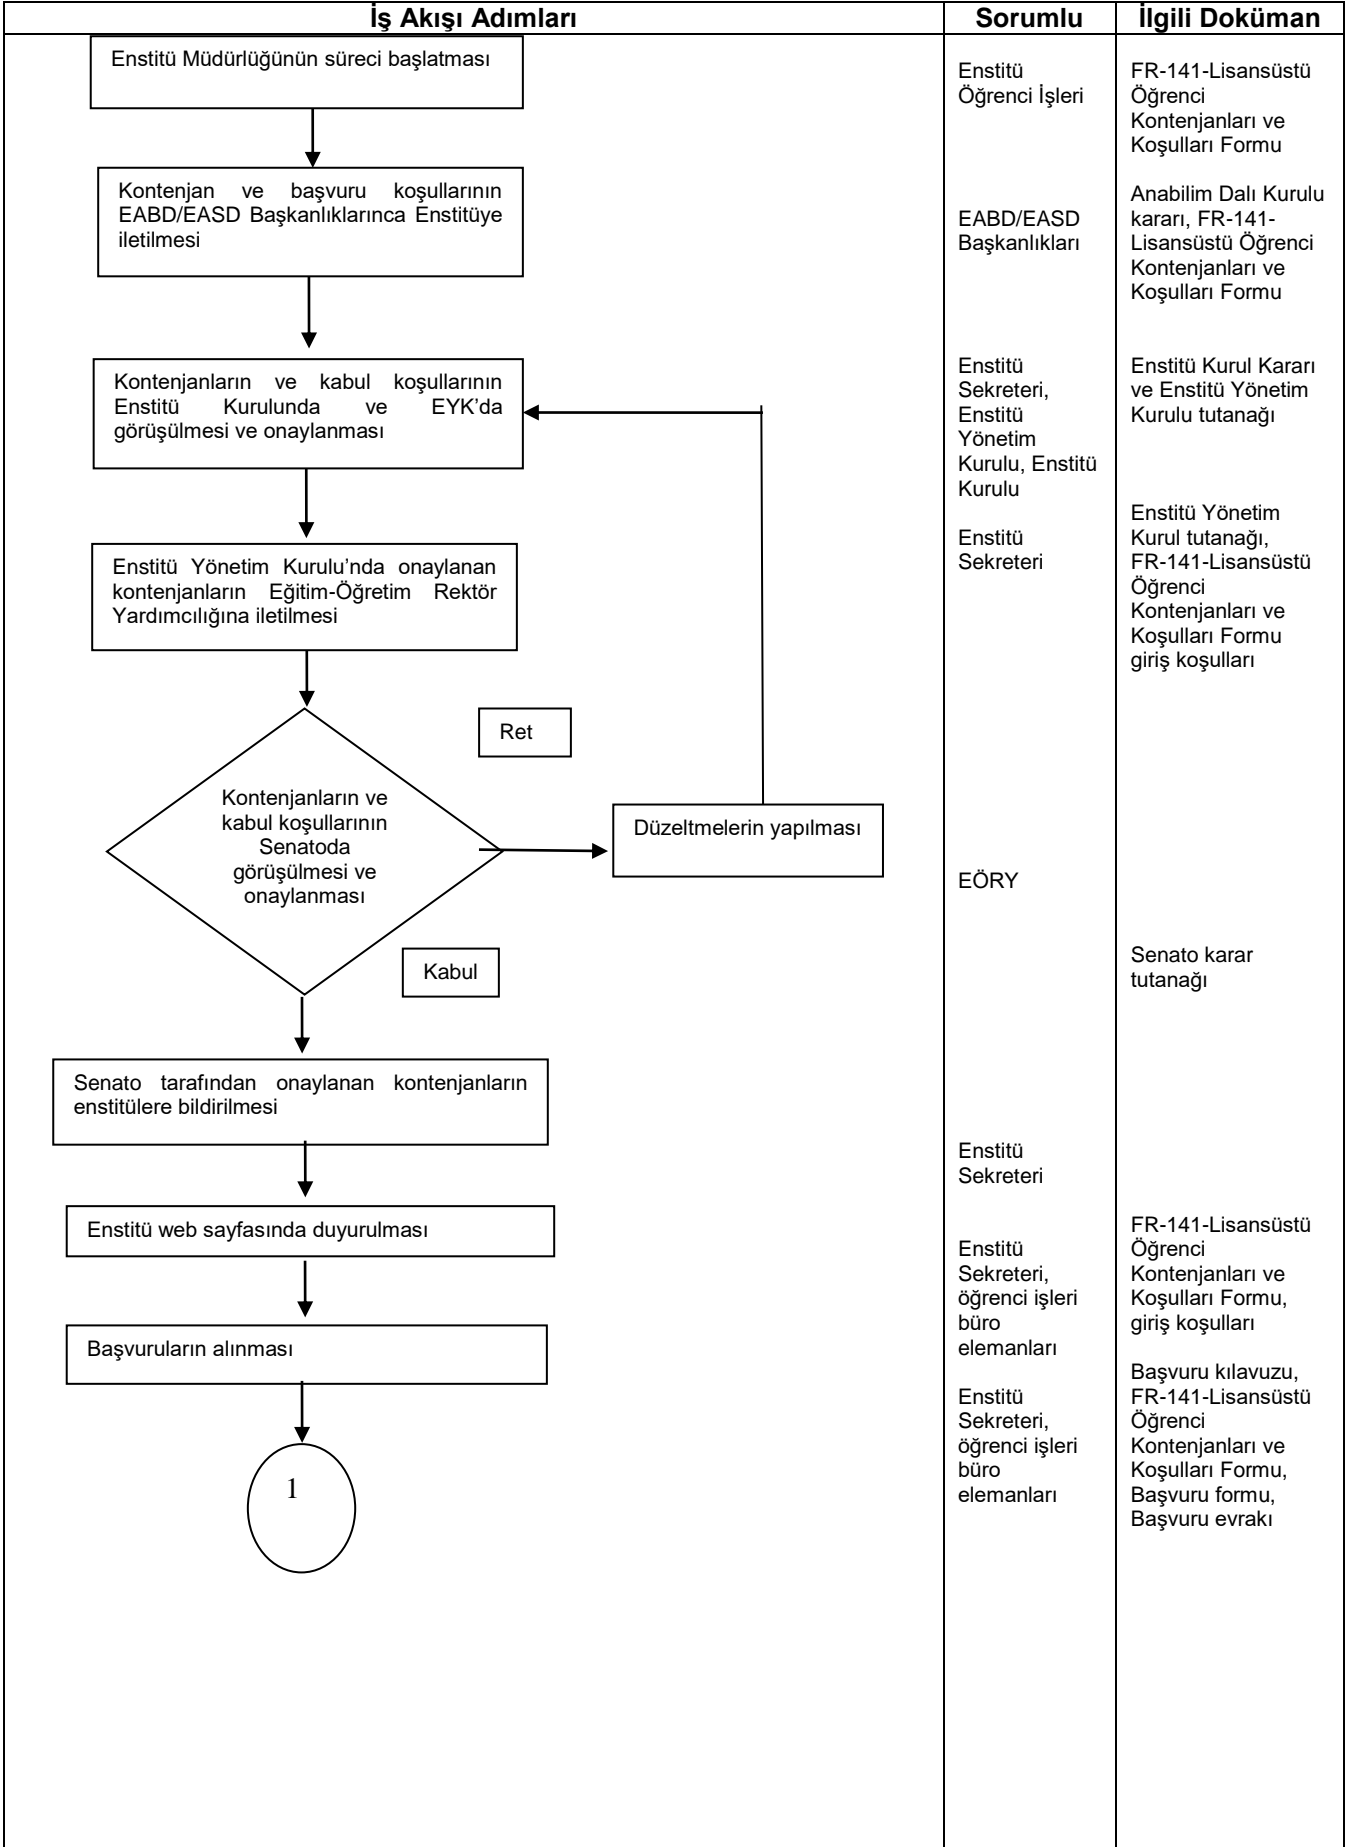 İş Akışı Adımları
Sorumlu
İlgili Doküman
Enstitü Müdürlüğünün süreci başlatması
Enstitü
Öğrenci İşleri
FR-141-Lisansüstü
Öğrenci
Kontenjanları ve
Koşulları Formu
Kontenjan ve başvuru koşullarının
EABD/EASD Başkanlıklarınca Enstitüye
iletilmesi
EABD/EASD
Başkanlıkları
Anabilim Dalı Kurulu
kararı, FR-141-
Lisansüstü Öğrenci
Kontenjanları ve
Koşulları Formu
Kontenjanların ve kabul koşullarının
Enstitü Kurulunda ve EYK’da
görüşülmesi ve onaylanması
Enstitü
Sekreteri,
Enstitü
Yönetim
Kurulu, Enstitü
Kurulu
Enstitü Kurul Kararı
ve Enstitü Yönetim
Kurulu tutanağı
Enstitü Yönetim Kurulu’nda onaylanan
kontenjanların Eğitim-Öğretim Rektör
Yardımcılığına iletilmesi
Enstitü
Sekreteri
Enstitü Yönetim
Kurul tutanağı,
FR-141-Lisansüstü
Öğrenci
Kontenjanları ve
Koşulları Formu
giriş koşulları
Ret
Kontenjanların ve
kabul koşullarının
Senatoda
görüşülmesi ve
onaylanması
Düzeltmelerin yapılması
EÖRY
Kabul
Senato karar
tutanağı
Senato tarafından onaylanan kontenjanların
enstitülere bildirilmesi
Enstitü
Sekreteri
Enstitü web sayfasında duyurulması
Enstitü
Sekreteri,
öğrenci işleri
büro
elemanları
FR-141-Lisansüstü
Öğrenci
Kontenjanları ve
Koşulları Formu,
giriş koşulları
Başvuruların alınması
Enstitü
Sekreteri,
öğrenci işleri
büro
elemanları
Başvuru kılavuzu,
FR-141-Lisansüstü
Öğrenci
Kontenjanları ve
Koşulları Formu,
Başvuru formu,
Başvuru evrakı
1